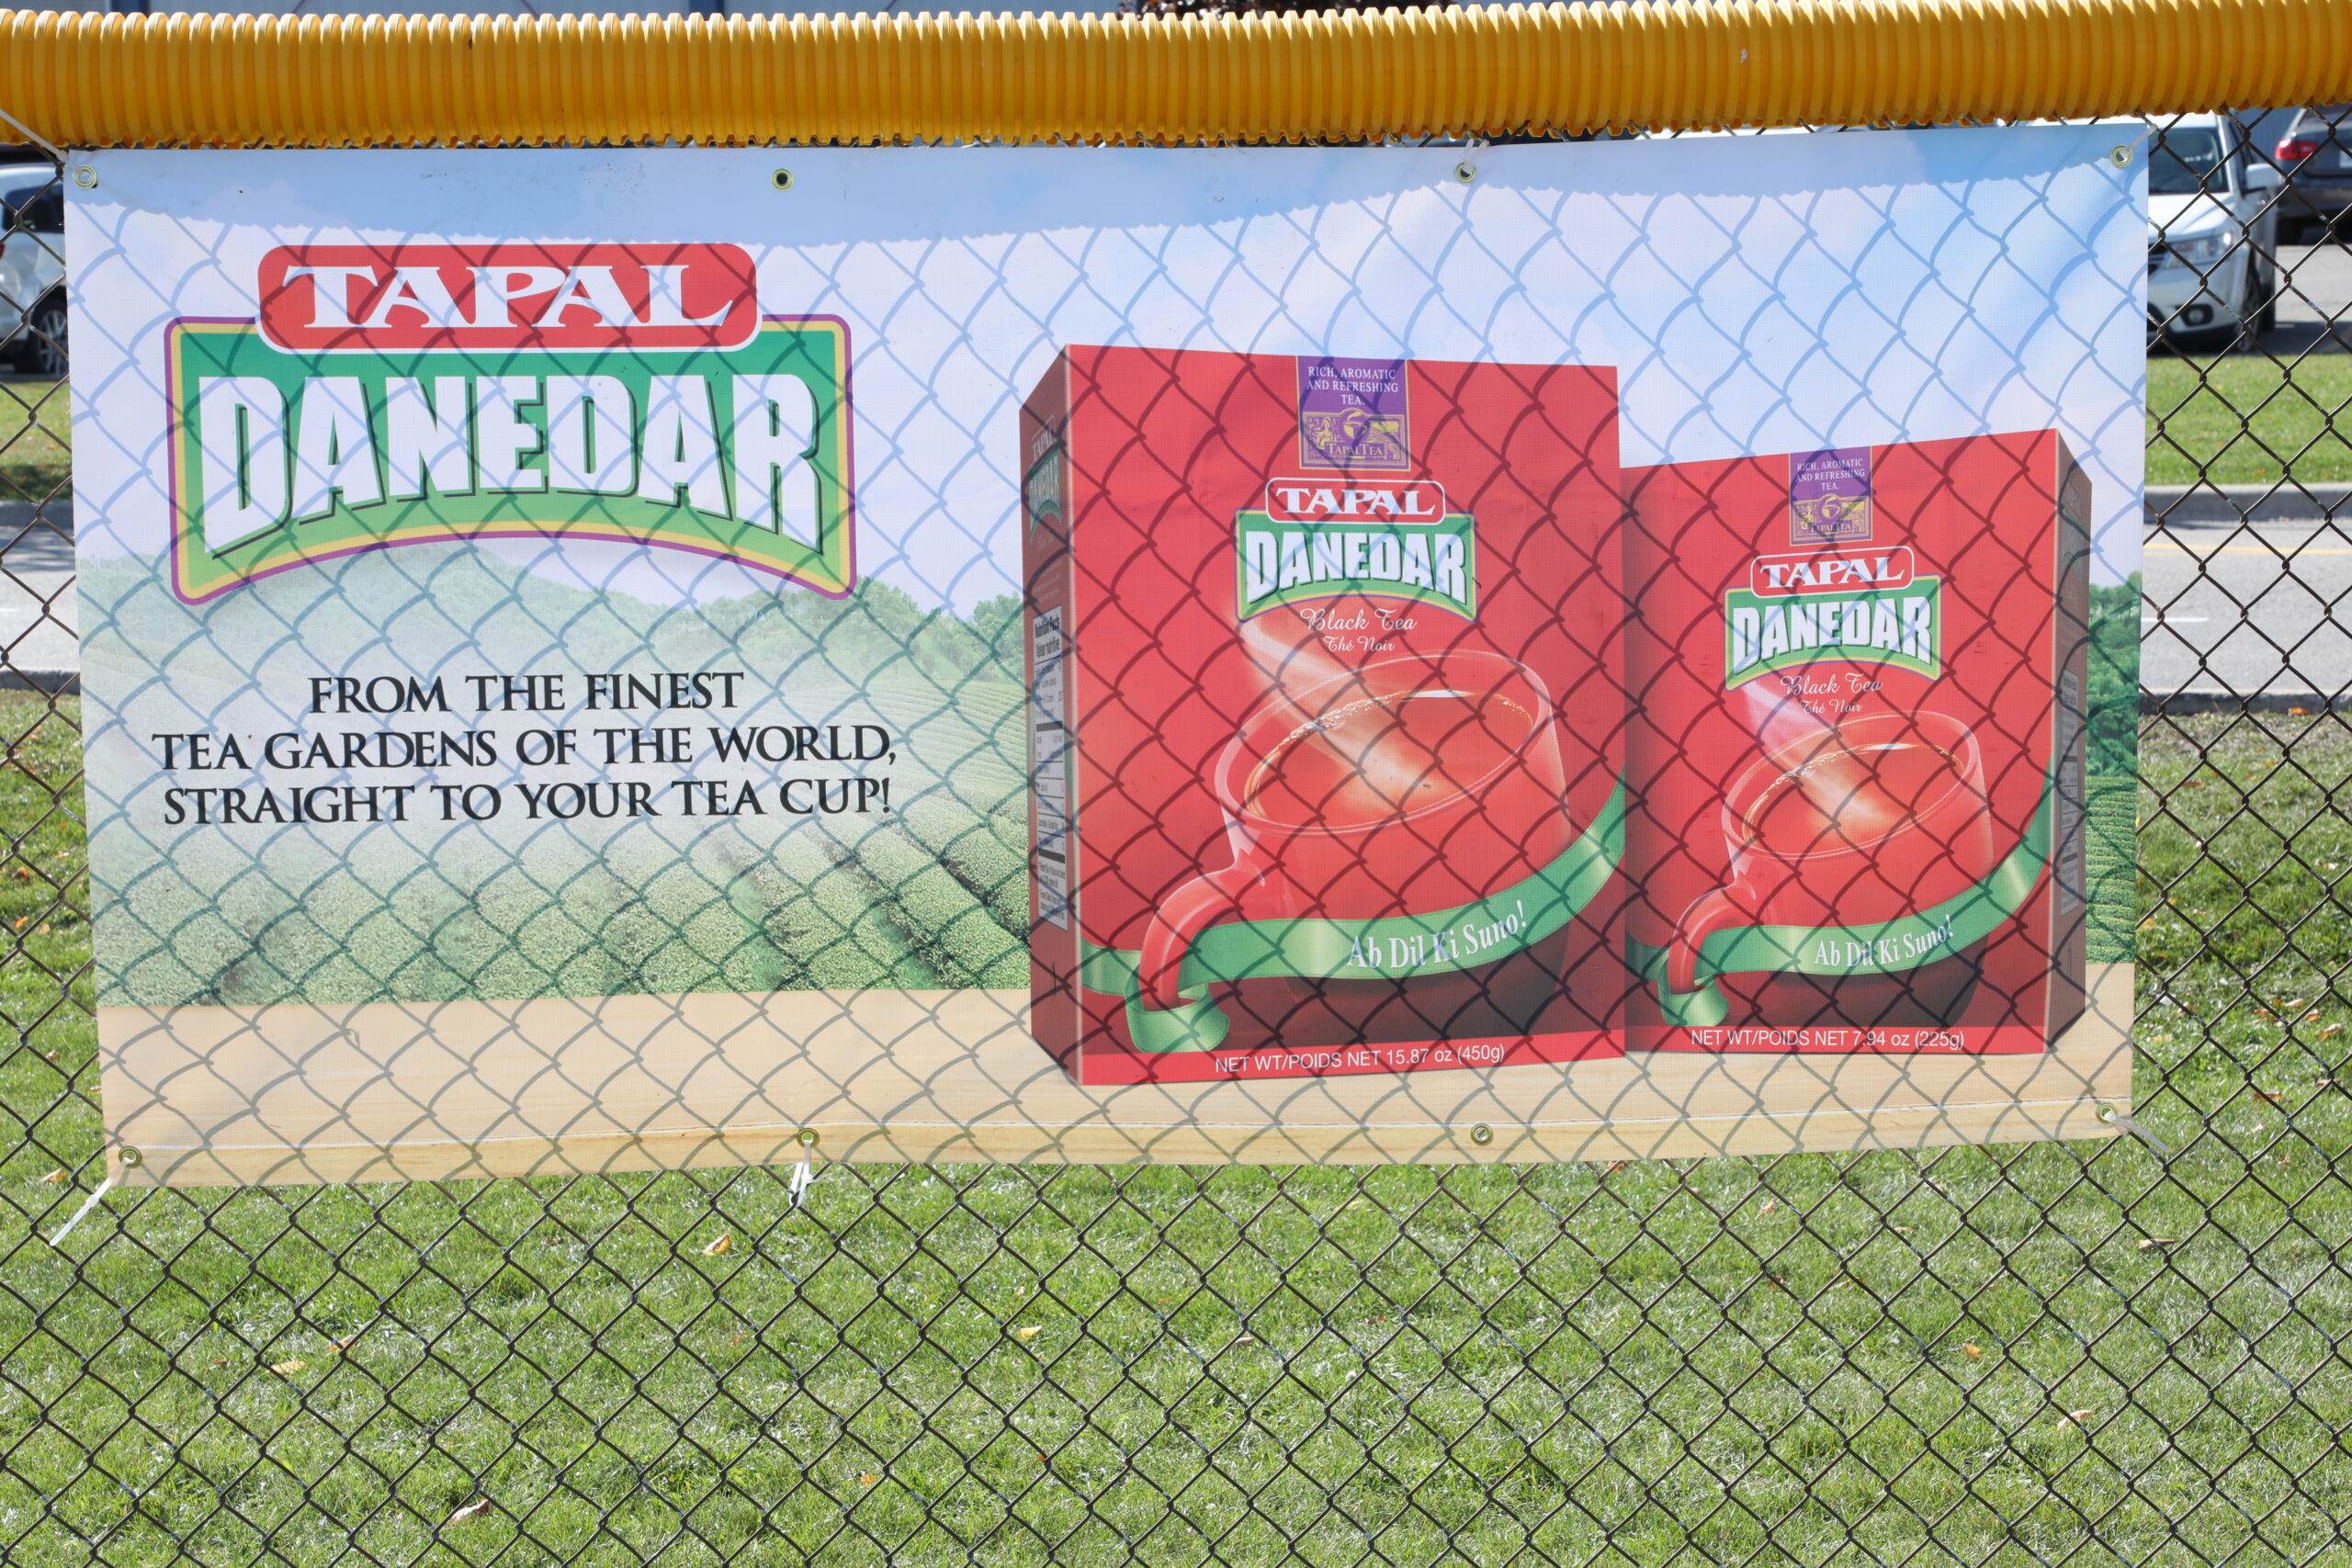 TAPAL
DANEDAR
FROM THE FINEST
TEA GARDENS OF THE WORLD,
STRAIGHT TO YOUR TEA CUP!
RICH, AROMATIC
AND REFRESHING
TEA.
TAPAL TEA
TAPAL
DANEDAR
Black Tea
Thé Noir
Ab Dil Ki Suno!
NET WT/POIDS NET 15.87 oz (450g)
RICH, AROMATIC
AND REFRESHING
TEA.
TAPAL TEA
TAPAL
DANEDAR
Black Tea
Thé Noir
Ab Dil Ki Suno!
NET WT/POIDS NET 7.94 oz (225g)